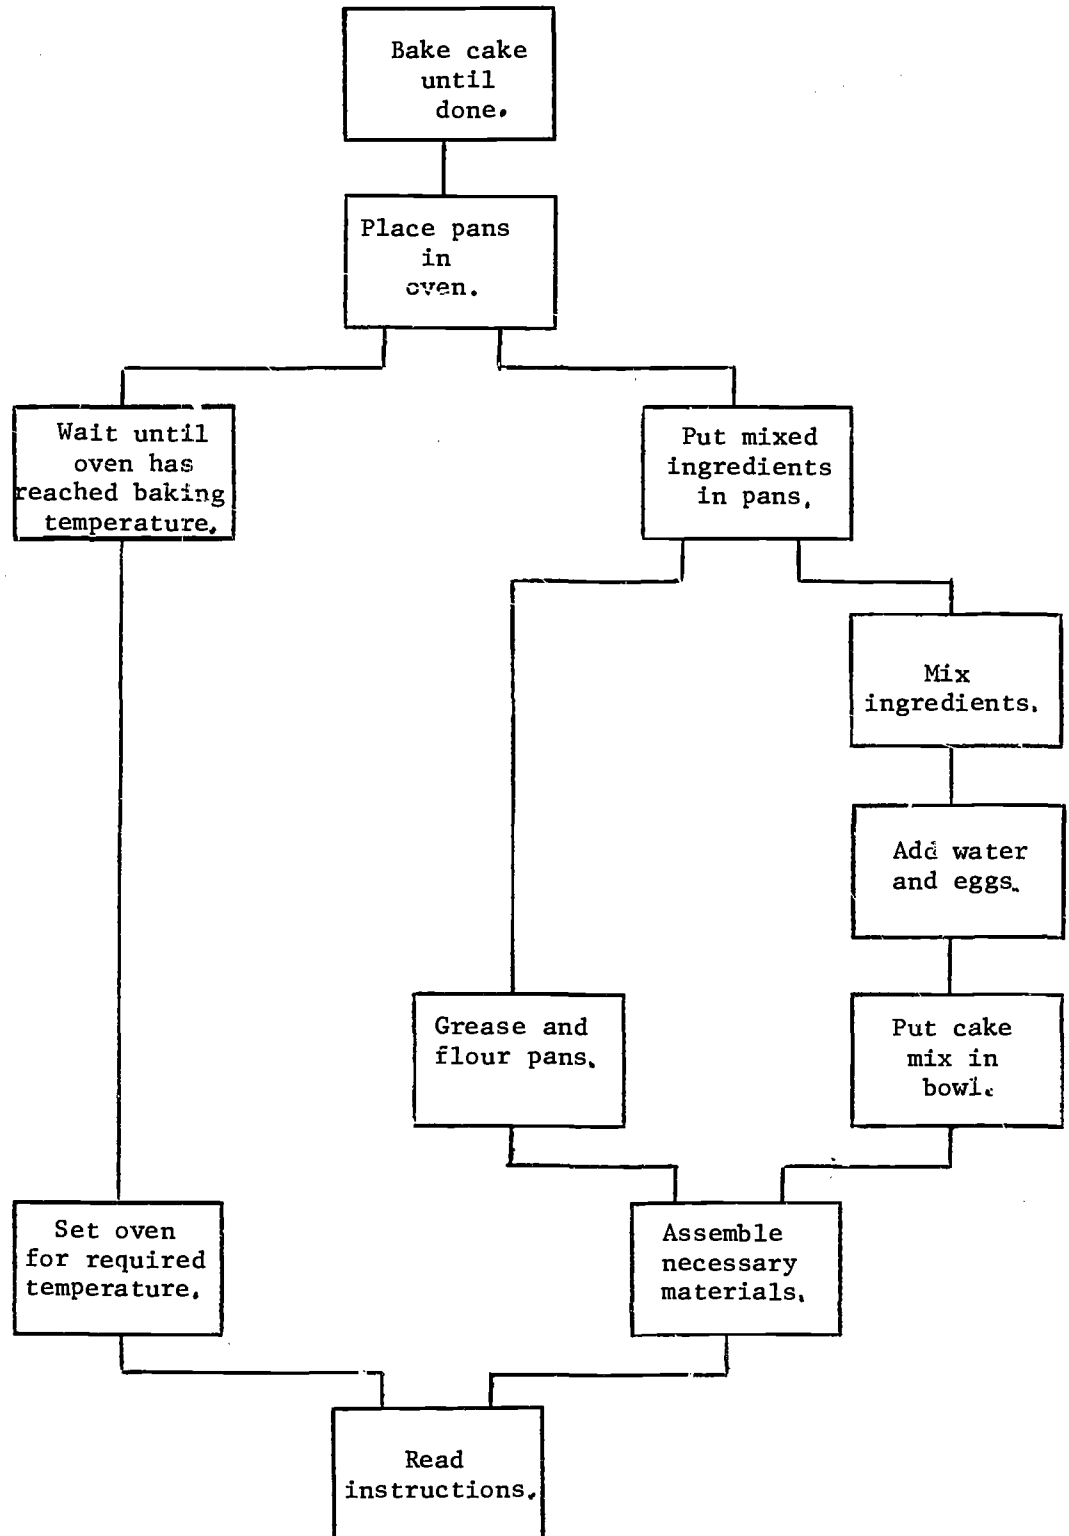 Bake cake
until
done.
Place pans
in
oven.
Wait until
oven has
reached baking
temperature.
Put mixed
ingredients
in pans.
Mix
ingredients.
Add water
and eggs.
Grease and
flour pans.
Put cake
mix in
bowl.
Set oven
for required
temperature.
Assemble
necessary
materials.
Read
instructions.